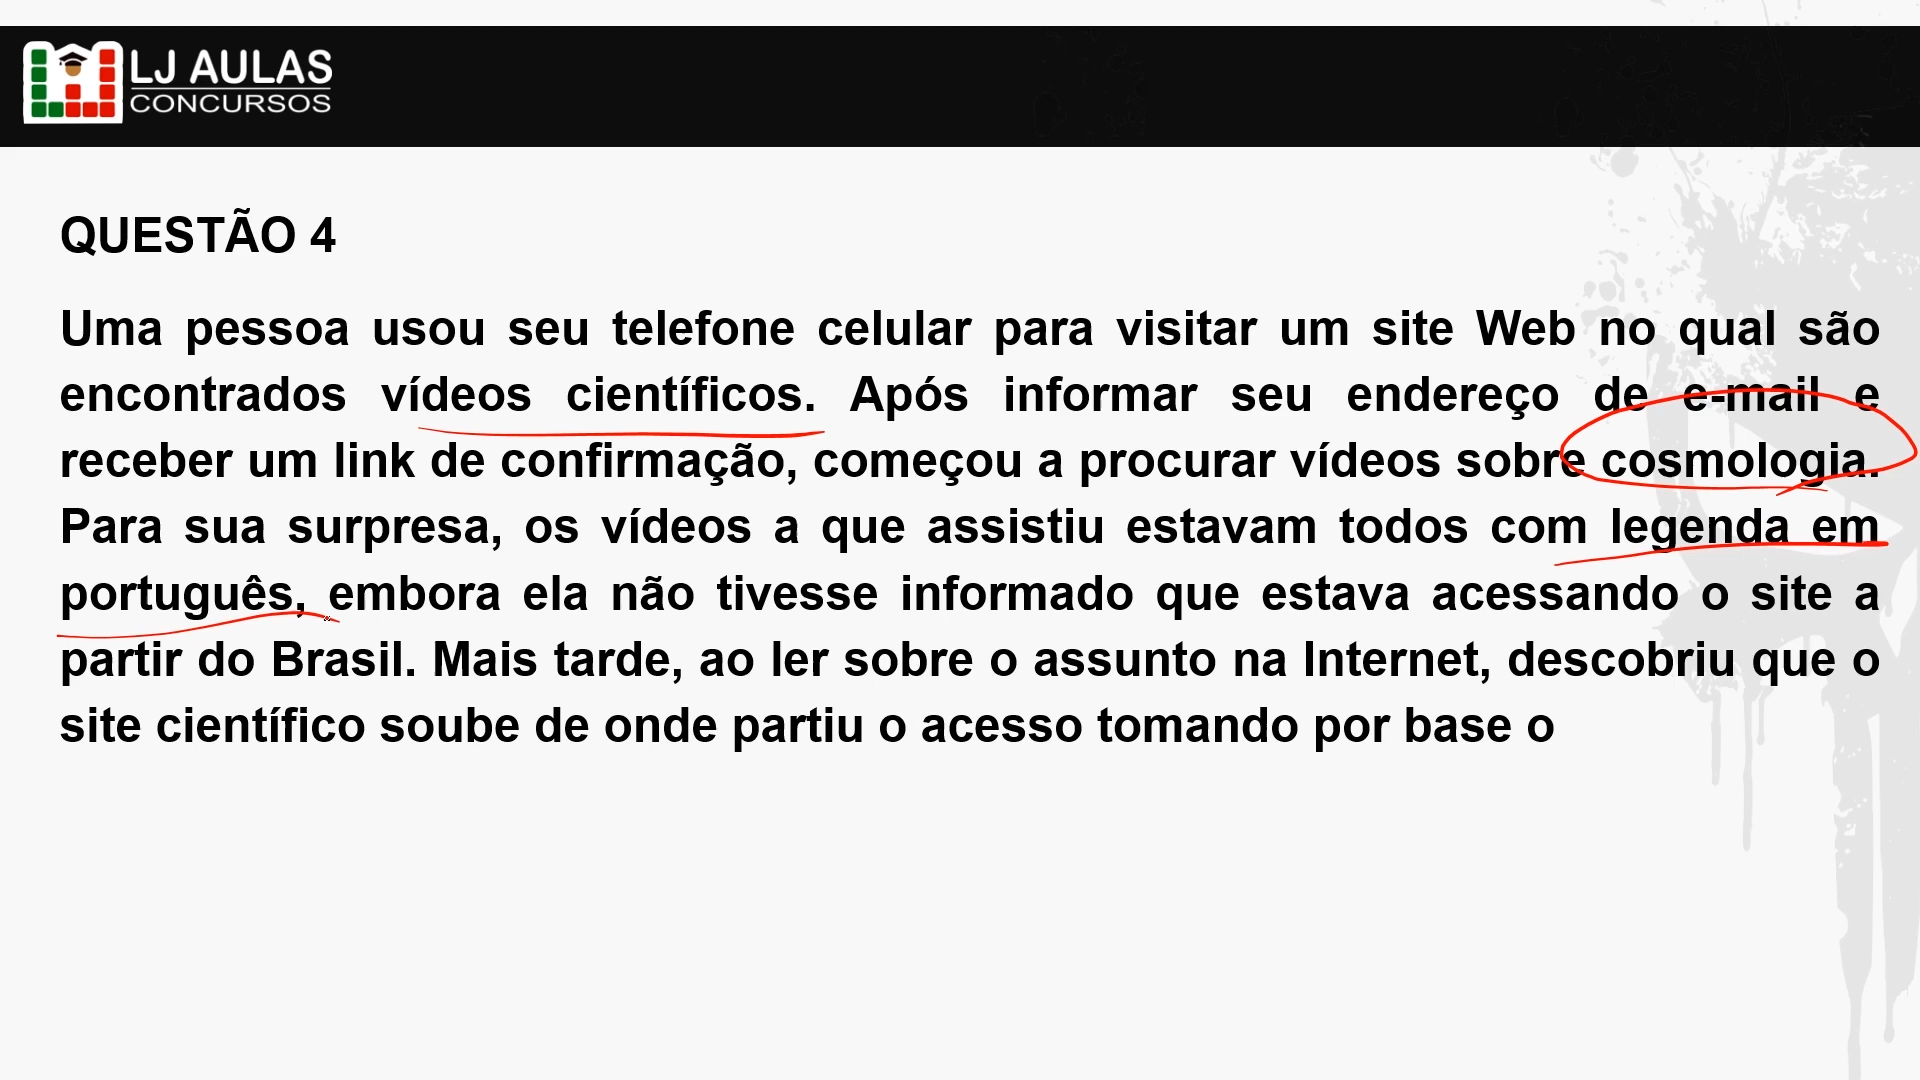 LJ AULAS
CONCURSOS
QUESTÃO 4
Uma pessoa usou seu telefone celular para visitar um site Web no qual são
encontrados vídeos científicos. Após informar seu endereço de e-mail e
receber um link de confirmação, começou a procurar vídeos sobre cosmologia.
Para sua surpresa, os vídeos a que assistiu estavam todos com legenda em
português, embora ela não tivesse informado que estava acessando o site a
partir do Brasil. Mais tarde, ao ler sobre o assunto na Internet, descobriu que o
site científico soube de onde partiu o acesso tomando por base o